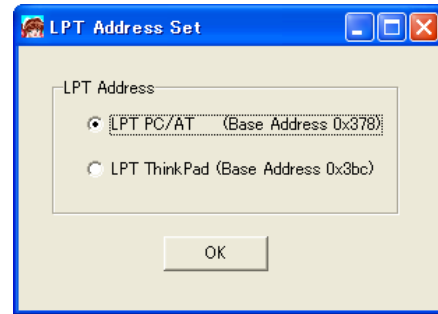 LPT Address Set
LPT Address
LPT PC/AT (Base Address 0x378)
LPT ThinkPad (Base Address 0x3bc)
OK